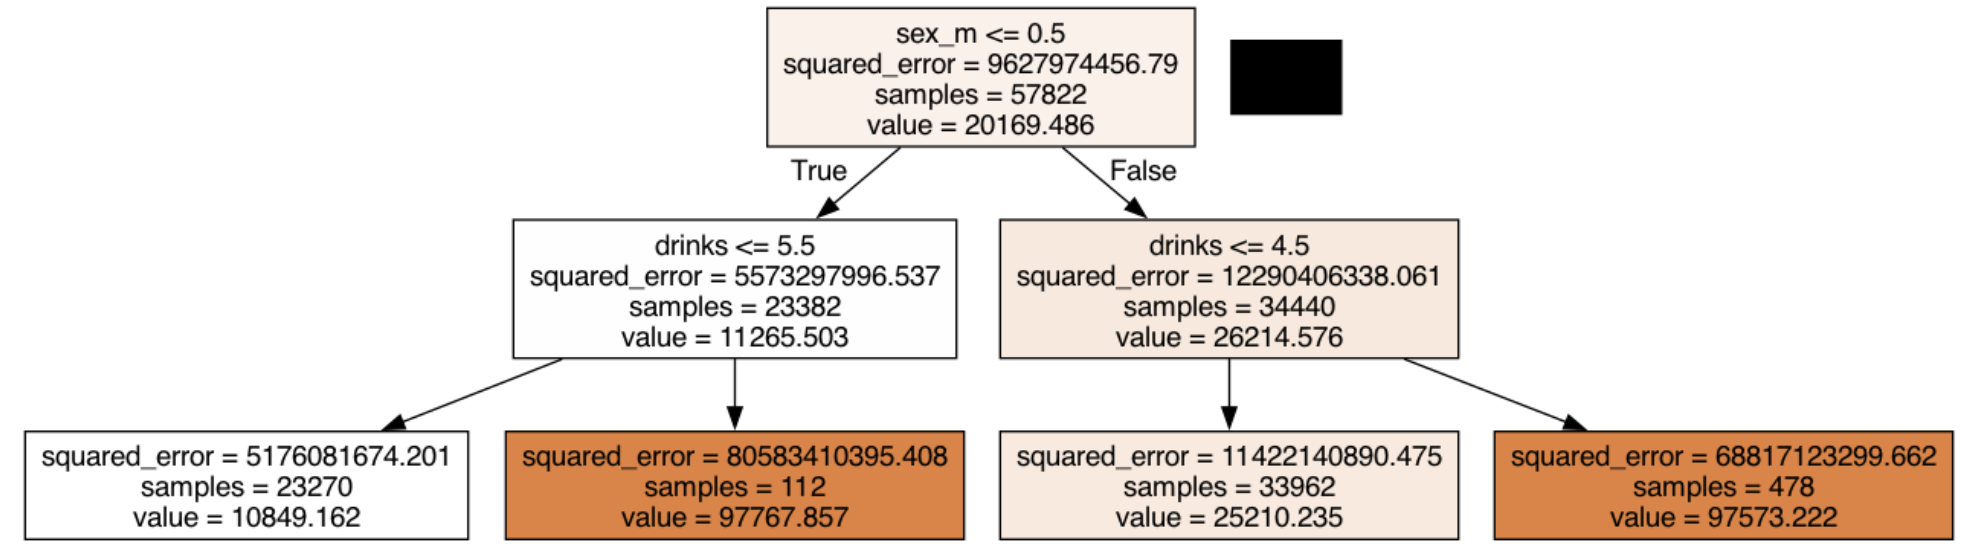 sex_m <= 0.5
squared_error = 9627974456.79
samples = 57822
value = 20169.486
True
False
drinks <= 5.5
squared_error = 5573297996.537
samples = 23382
value = 11265.503
drinks <= 4.5
squared_error = 12290406338.061
samples = 34440
value = 26214.576
squared_error = 5176081674.201
samples = 23270
value = 10849.162
squared_error = 80583410395.408
samples = 112
value = 97767.857
squared_error = 11422140890.475
samples = 33962
value = 25210.235
squared_error = 68817123299.662
samples = 478
value = 97573.222